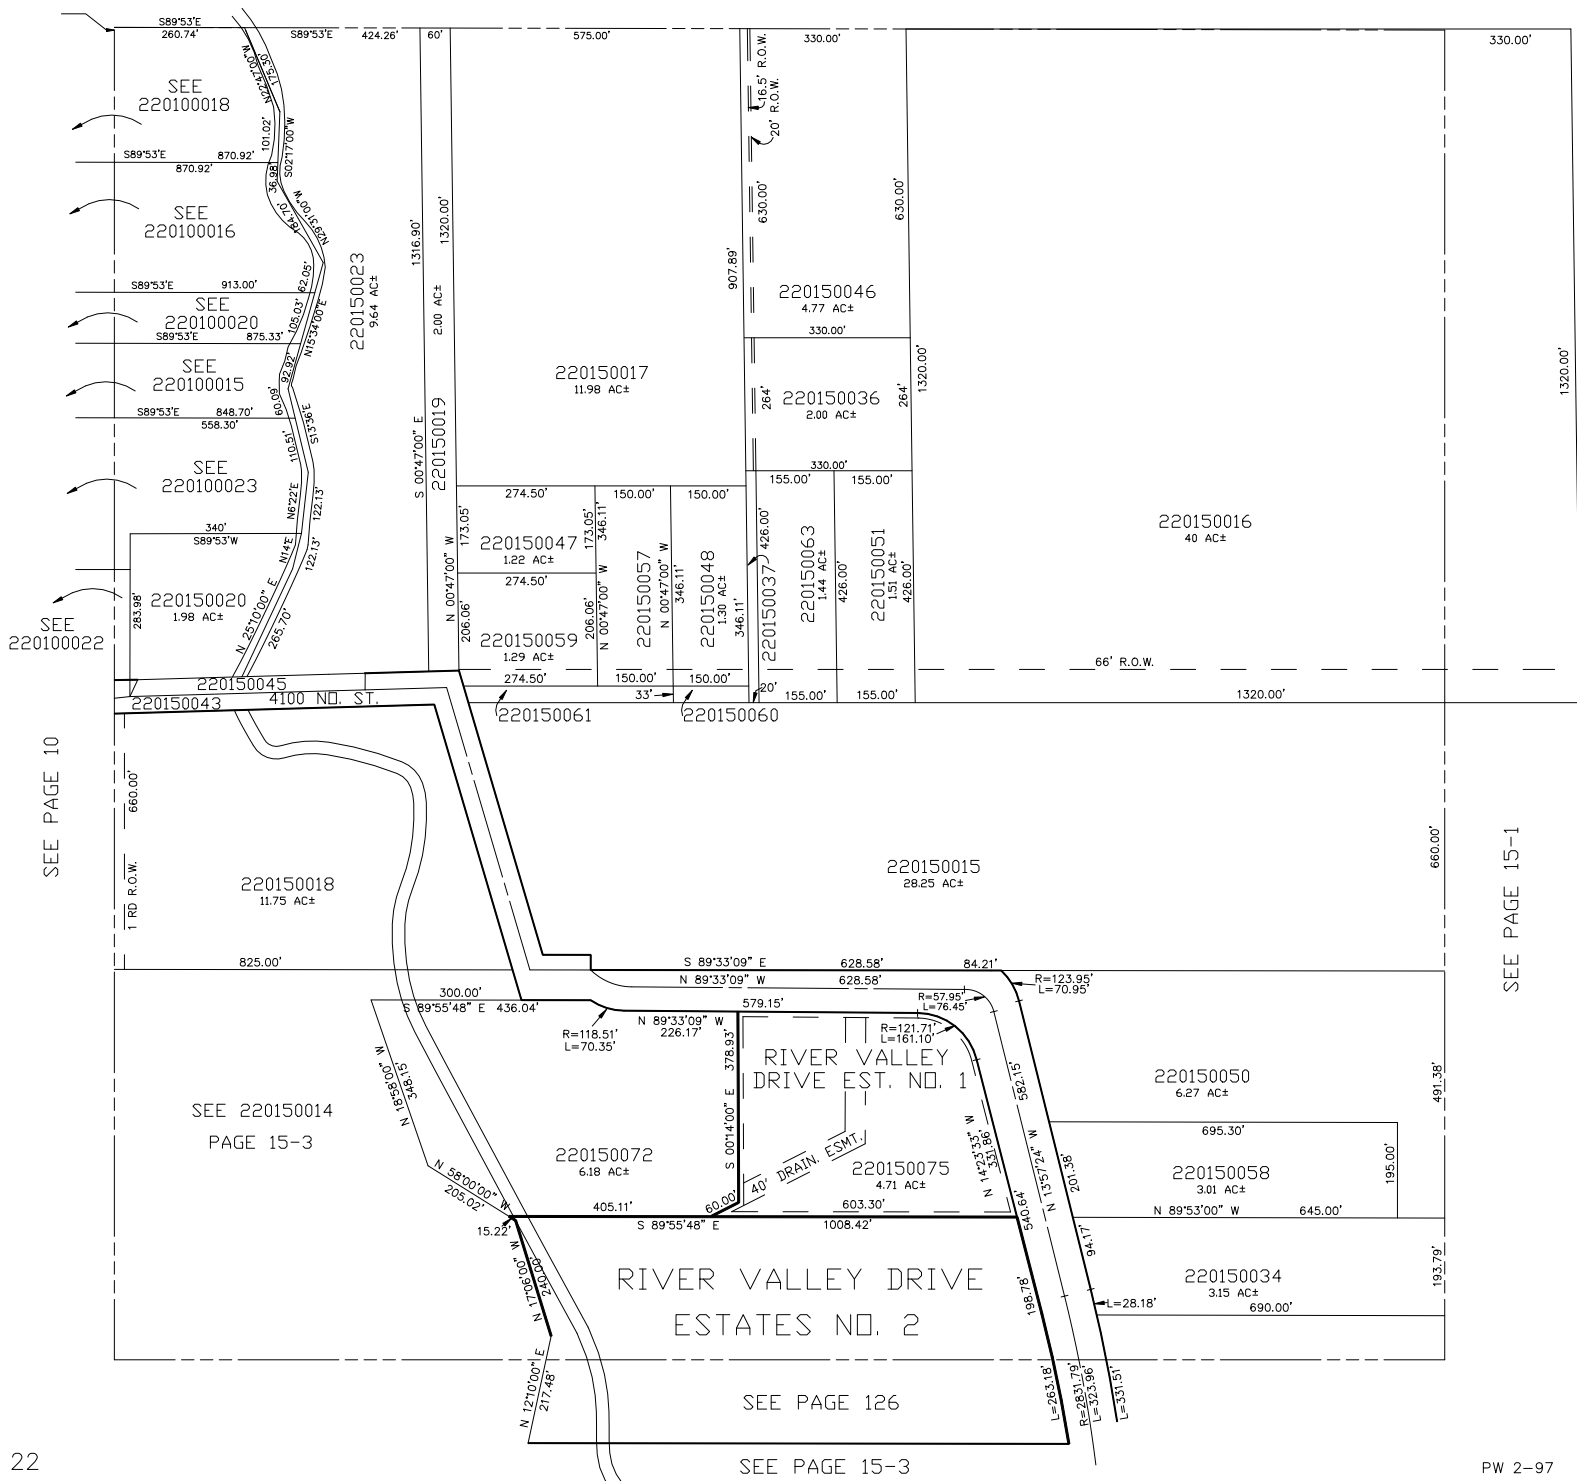 S89°53'E
260.74'
S89°53'E
424.26'
60'
575.00'
330.00'
330.00'
N22°47'00"W
175.30'
16.5' R.O.W.
20' R.O.W.
SEE
220100018
101.02'
S02°17'00"W
S89°53'E
870.92'
870.92'
36.98'
SEE
220100016
184.70'
N29°31'00"W
1316.90'
1320.00'
630.00'
630.00'
907.89'
S89°53'E
913.00'
62.05'
220150023
9.64 AC±
2.00 AC±
220150046
4.77 AC±
330.00'
SEE
220100020
105.03'
N15°34'00"E
S89°53'E
875.33'
SEE
220100015
92.92'
60.09'
220150017
11.98 AC±
264'
220150036
2.00 AC±
264'
1320.00'
1320.00'
S89°53'E
848.70'
558.30'
S13°36'E
110.51'
S 00°47'00" E
220150019
SEE
220100023
330.00'
155.00'
155.00'
N6°22'E
122.13'
274.50'
150.00'
150.00'
340'
S89°53'W
N14°E
122.13'
173.05'
173.05'
346.11'
220150047
1.22 AC±
274.50'
426.00'
220150063
1.44 AC±
426.00'
220150051
1.51 AC±
426.00'
220150016
40 AC±
220150057
N 00°47'00" W
346.11'
220150048
1.30 AC±
346.11'
220150037
N 00°47'00" W
N 00°47'00" W
283.98'
220150020
1.98 AC±
N 25°10'00" E
265.70'
206.06'
206.06'
220150059
1.29 AC±
274.50'
150.00'
150.00'
SEE
220100022
66' R.O.W.
220150045
220150043
4100 NO. ST.
33'
20'
155.00'
155.00'
1320.00'
220150061
220150060
SEE PAGE 10
660.00'
1 RD R.O.W.
220150018
11.75 AC±
220150015
28.25 AC±
660.00'
SEE PAGE 15-1
825.00'
S 89°33'09" E
628.58'
84.21'
N 89°33'09" W
628.58'
R=123.95'
L=70.95'
300.00'
S 89°55'48" E 436.04'
579.15'
R=57.95'
L=76.45'
R=118.51'
L=70.35'
N 89°33'09" W
226.17'
R=121.71'
L=161.10'
378.93'
RIVER VALLEY
DRIVE EST. NO. 1
N 18°58'00" W
348.15'
582.15'
220150050
6.27 AC±
491.38'
SEE 220150014
PAGE 15-3
S 00°14'00" E
40' DRAIN. ESMT.
N 14°23'33" W
331.86'
N 13°57'24" W
201.38'
695.30'
220150072
6.18 AC±
220150075
4.71 AC±
220150058
3.01 AC±
195.00'
N 58°00'00" W
205.02'
405.11'
60.00'
603.30'
540.64'
N 89°53'00" W
645.00'
15.22'
S 89°55'48" E
1008.42'
94.17'
N 17°06'00" W
240.00'
RIVER VALLEY DRIVE
ESTATES NO. 2
198.78'
220150034
3.15 AC±
193.79'
L=28.18'
690.00'
N 12°10'00" E
217.48'
L=263.18'
R=2831.79'
L=323.96'
L=331.51'
SEE PAGE 126
22
SEE PAGE 15-3
PW 2-97